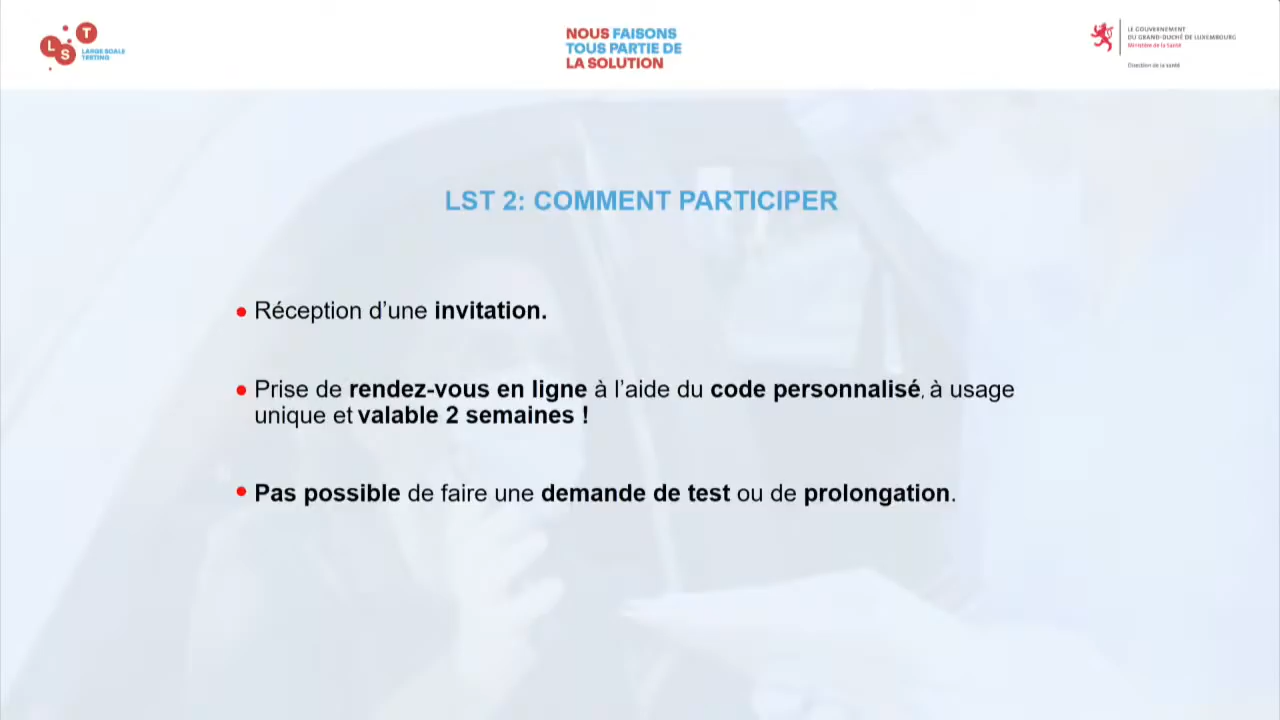 L
S
T
LARGE SCALE
TESTING
NOUS FAISONS
TOUS PARTIE DE
LA SOLUTION
LE GOUVERNEMENT
DU GRAND-DUCHÉ DE LUXEMBOURG
Ministère de la Santé
Direction de la santé
LST 2: COMMENT PARTICIPER
Réception d’une invitation.
Prise de rendez-vous en ligne à l’aide du code personnalisé, à usage
unique et valable 2 semaines !
Pas possible de faire une demande de test ou de prolongation.